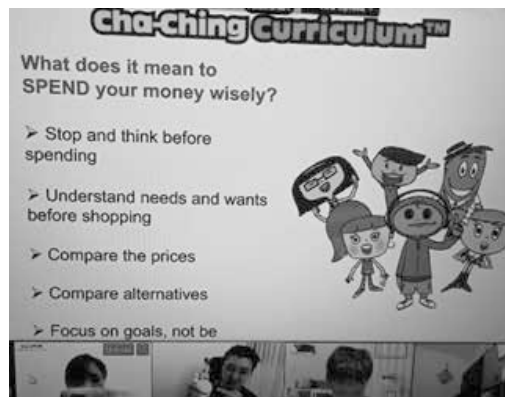 Cha-Ching Curriculum™
What does it mean to
SPEND your money wisely?
➢ Stop and think before
spending
➢ Understand needs and wants
before shopping
➢ Compare the prices
➢ Compare alternatives
➢ Focus on goals, not be